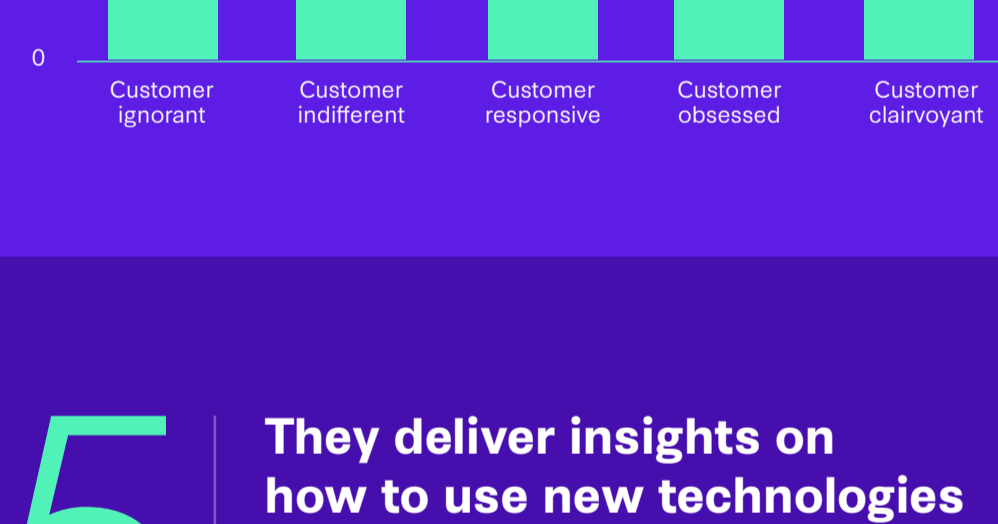 0
Customer ignorant
Customer indifferent
Customer responsive
Customer obsessed
Customer clairvoyant
5
They deliver insights on
how to use new technologies